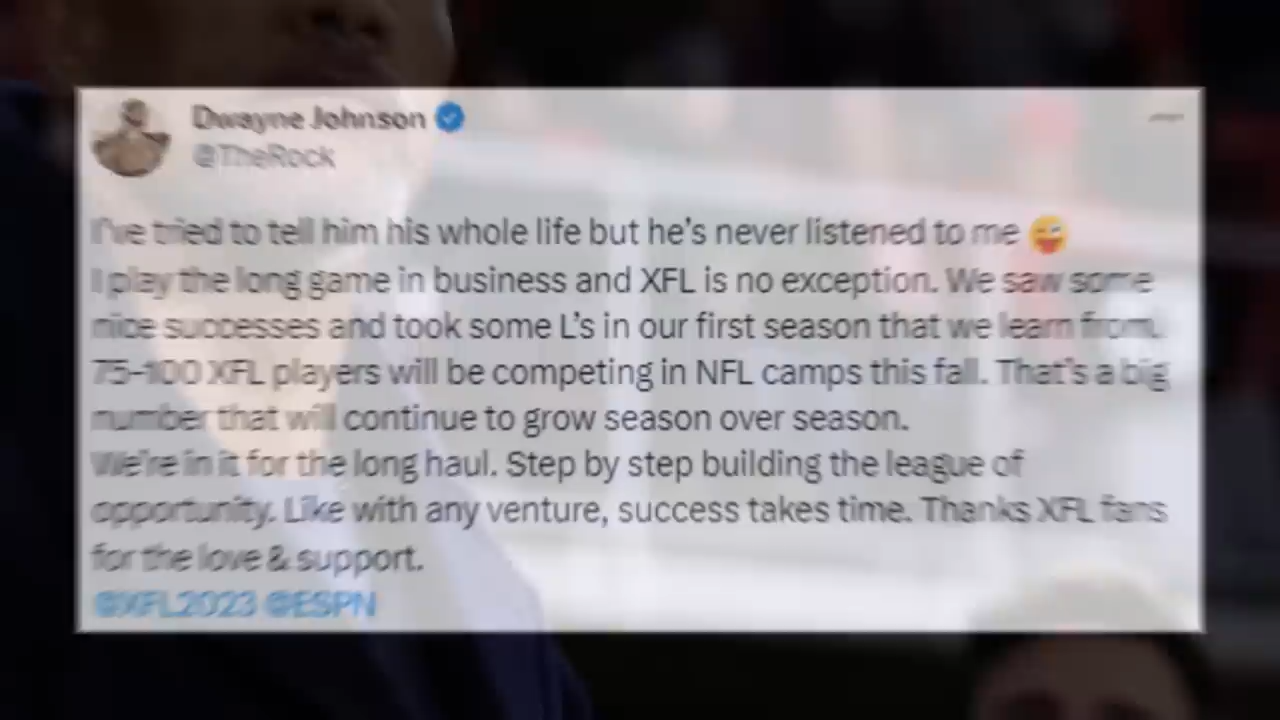 Dwayne Johnson
@TheRock
I've tried to tell him his whole life but he's never listened to me 😜
I play the long game in business and XFL is no exception. We saw some
nice successes and took some L's in our first season that we learn from.
75-100 XFL players will be competing in NFL camps this fall. That's a big
number that will continue to grow season over season.
We're in it for the long haul. Step by step building the league of
opportunity. Like with any venture, success takes time. Thanks XFL fans
for the love & support.
@XFL2023 @ESPN